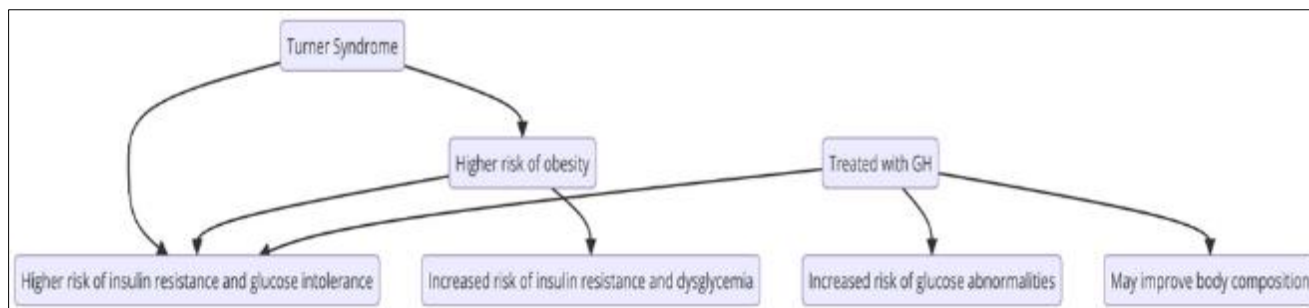 Turner Syndrome
Higher risk of obesity
Treated with GH
Higher risk of insulin resistance and glucose intolerance
Increased risk of insulin resistance and dysglycemia
Increased risk of glucose abnormalities
May improve body composition